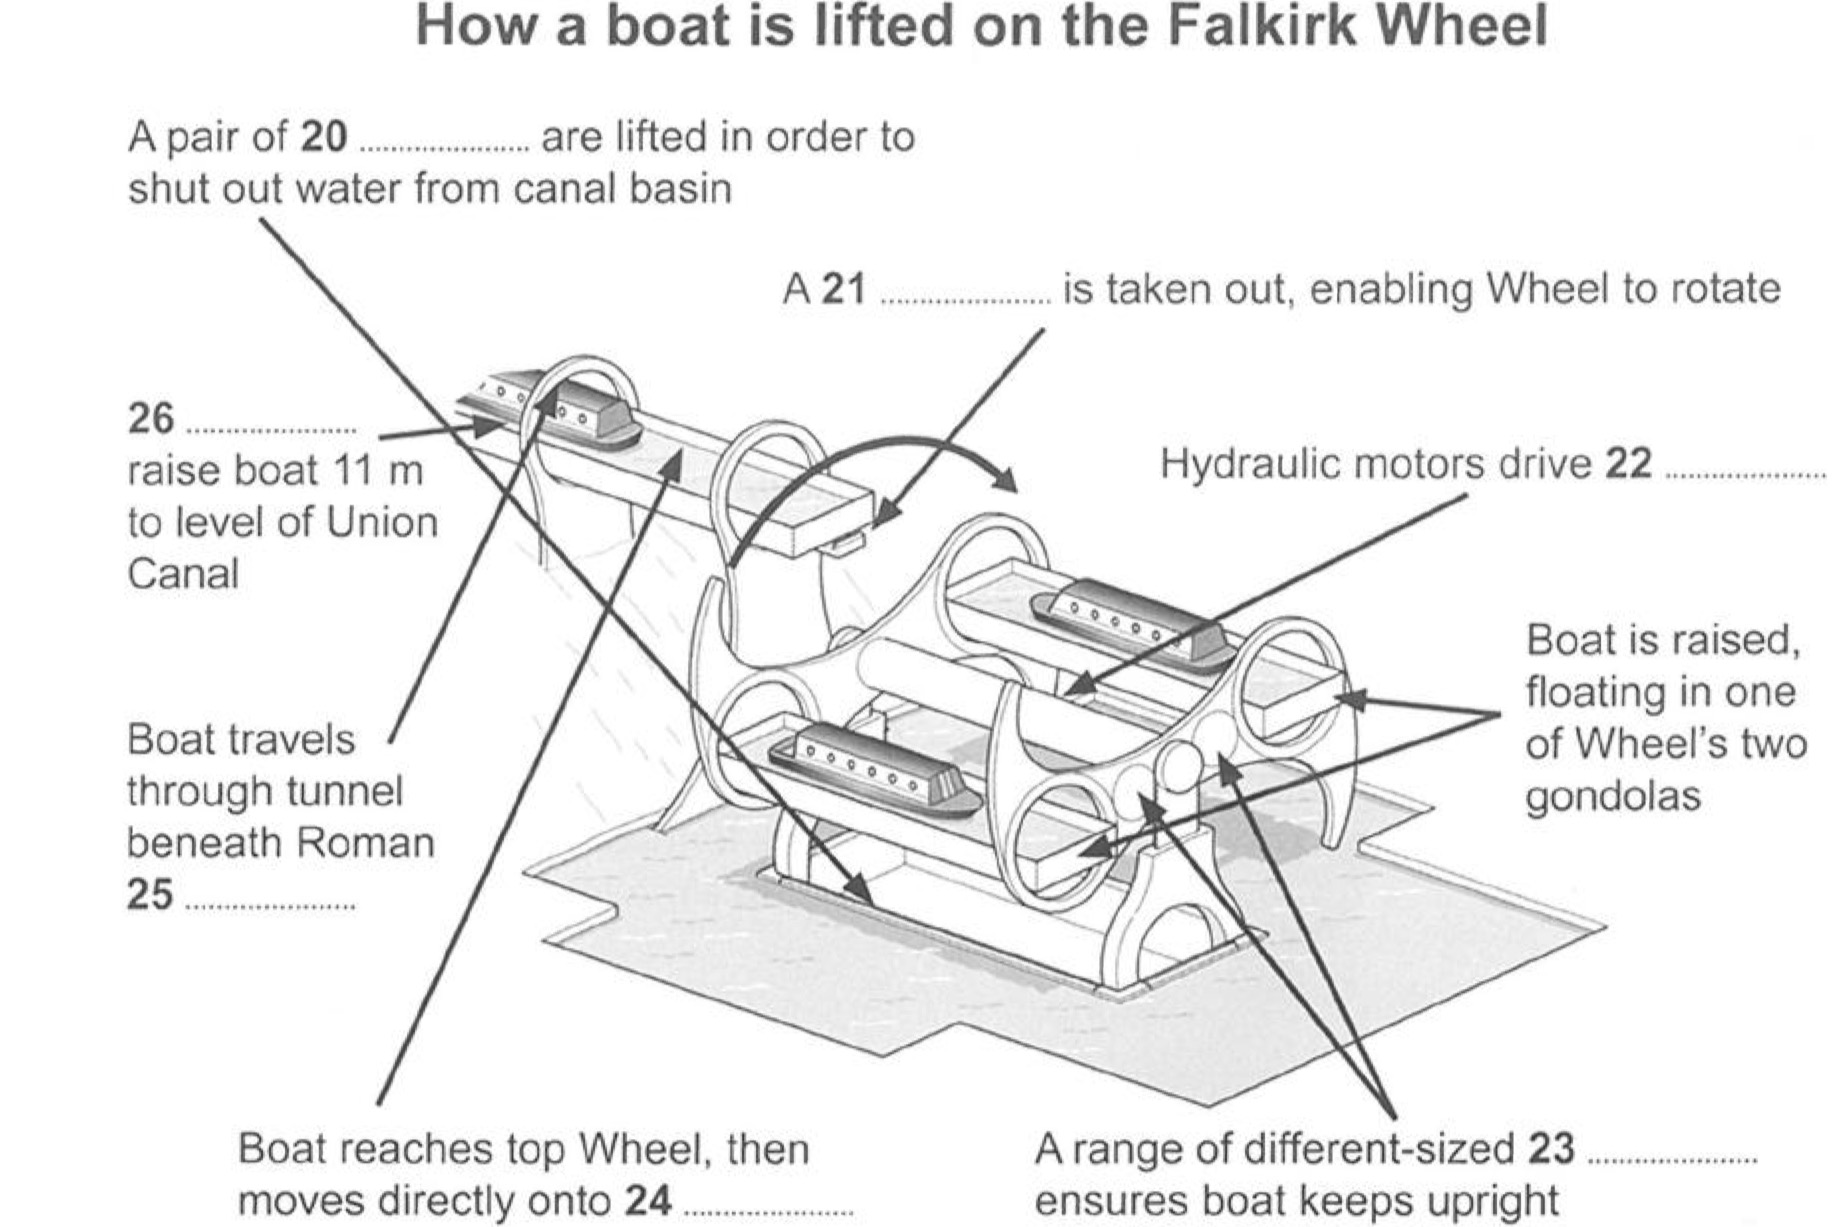 How a boat is lifted on the Falkirk Wheel
A pair of 20 ...................... are lifted in order to
shut out water from canal basin
A 21 ...................... is taken out, enabling Wheel to rotate
26 ......................
raise boat 11 m
to level of Union
Canal
Hydraulic motors drive 22 ......................
Boat is raised,
floating in one
of Wheel's two
gondolas
Boat travels
through tunnel
beneath Roman
25 ......................
Boat reaches top Wheel, then
moves directly onto 24 ......................
A range of different-sized 23 ......................
ensures boat keeps upright